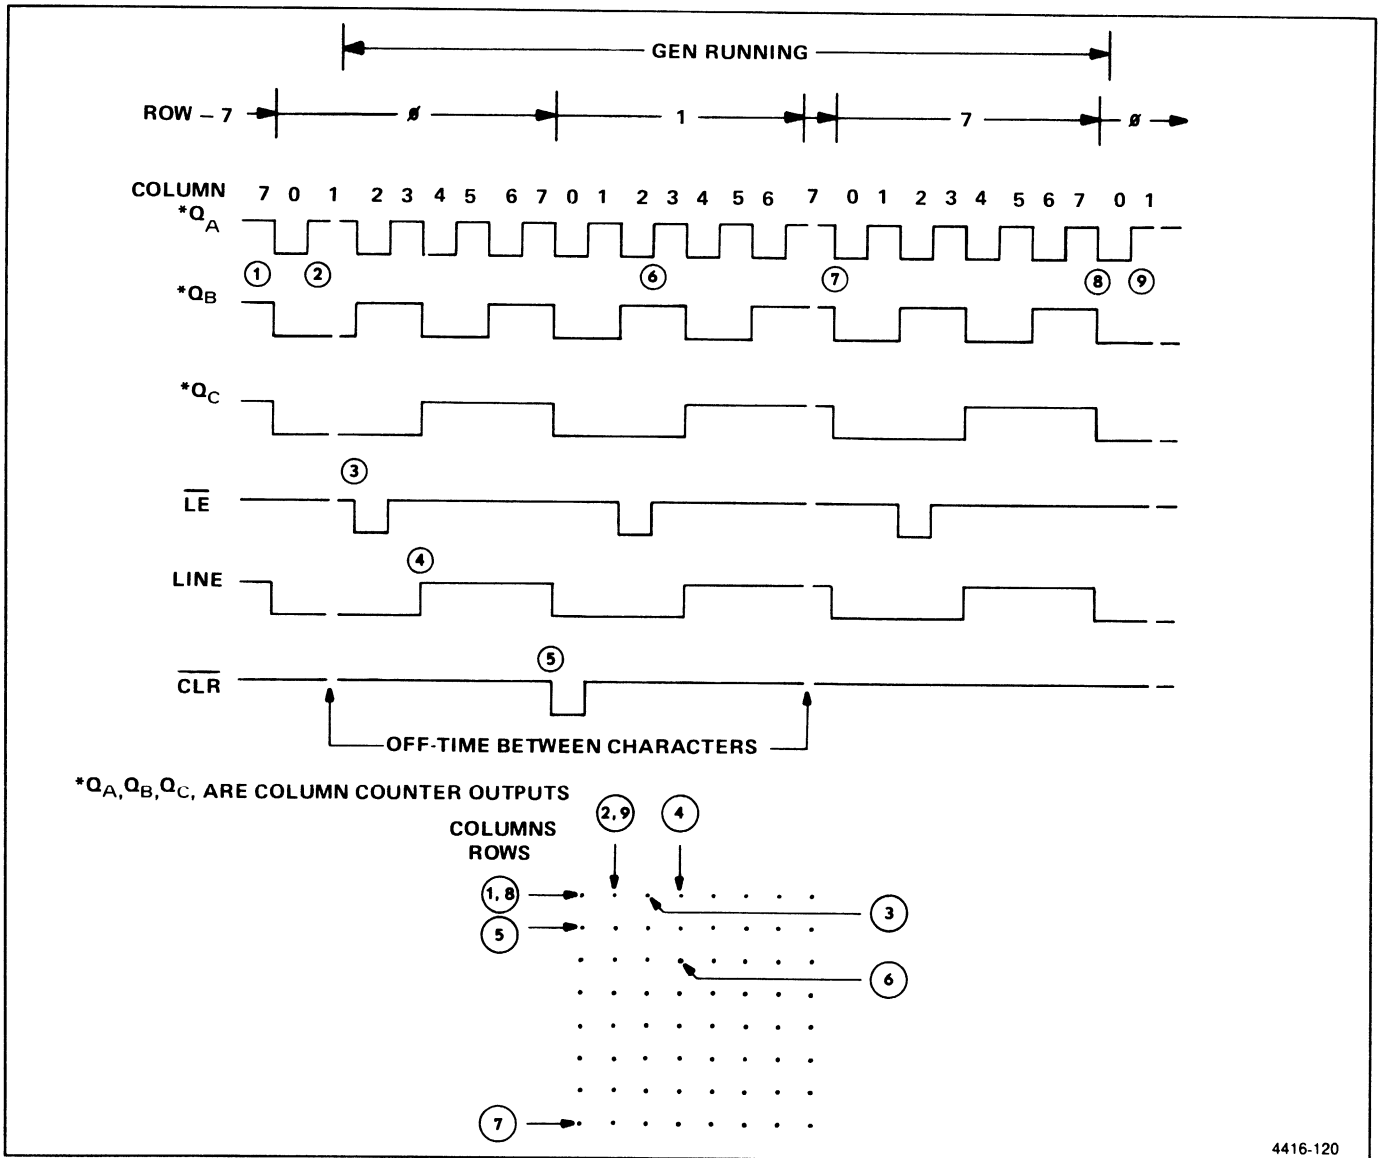 GEN RUNNING
ROW – 7 ø 1 7 ø
COLUMN 7 0 1 2 3 4 5 6 7 0 1 2 3 4 5 6 7 0 1 2 3 4 5 6 7 0 1
*QA
1 2 6 7 8 9
*QB
*QC
3
LE
4
LINE
5
CLR
OFF-TIME BETWEEN CHARACTERS
*QA,QB,QC, ARE COLUMN COUNTER OUTPUTS
2,9 4
COLUMNS
ROWS
1, 8
3
5
6
7
4416-120